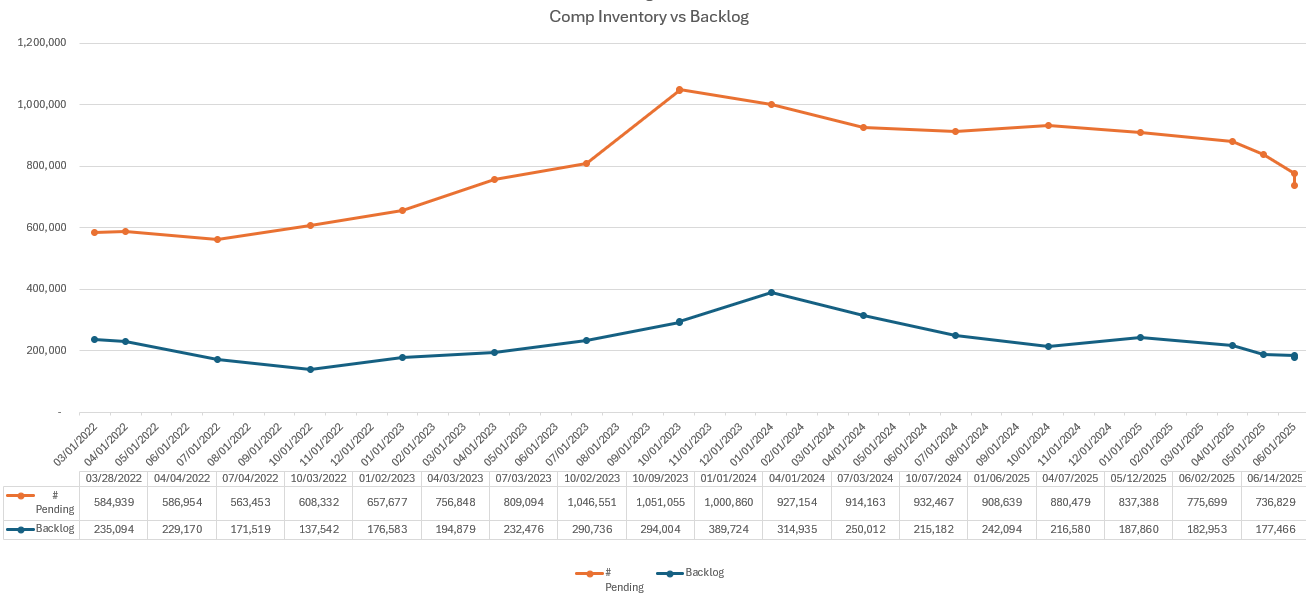 Comp Inventory vs Backlog
1,200,000
1,000,000
800,000
600,000
400,000
200,000
-
03/01/2022 04/01/2022 05/01/2022 06/01/2022 07/01/2022 08/01/2022 09/01/2022 10/01/2022 11/01/2022 12/01/2022 01/01/2023 02/01/2023 03/01/2023 04/01/2023 05/01/2023 06/01/2023 07/01/2023 08/01/2023 09/01/2023 10/01/2023 11/01/2023 12/01/2023 01/01/2024 02/01/2024 03/01/2024 04/01/2024 05/01/2024 06/01/2024 07/01/2024 08/01/2024 09/01/2024 10/01/2024 11/01/2024 12/01/2024 01/01/2025 02/01/2025 03/01/2025 04/01/2025 05/01/2025 06/01/2025
03/28/2022 04/04/2022 07/04/2022 10/03/2022 01/02/2023 04/03/2023 07/03/2023 10/02/2023 10/09/2023 01/01/2024 04/01/2024 07/03/2024 10/07/2024 01/06/2025 04/07/2025 05/12/2025 06/02/2025 06/14/2025
# Pending 584,939 586,954 563,453 608,332 657,677 756,848 809,094 1,046,551 1,051,055 1,000,860 927,154 914,163 932,467 908,639 880,479 837,388 775,699 736,829
Backlog 235,094 229,170 171,519 137,542 176,583 194,879 232,476 290,736 294,004 389,724 314,935 250,012 215,182 242,094 216,580 187,860 182,953 177,466
# Backlog
Pending